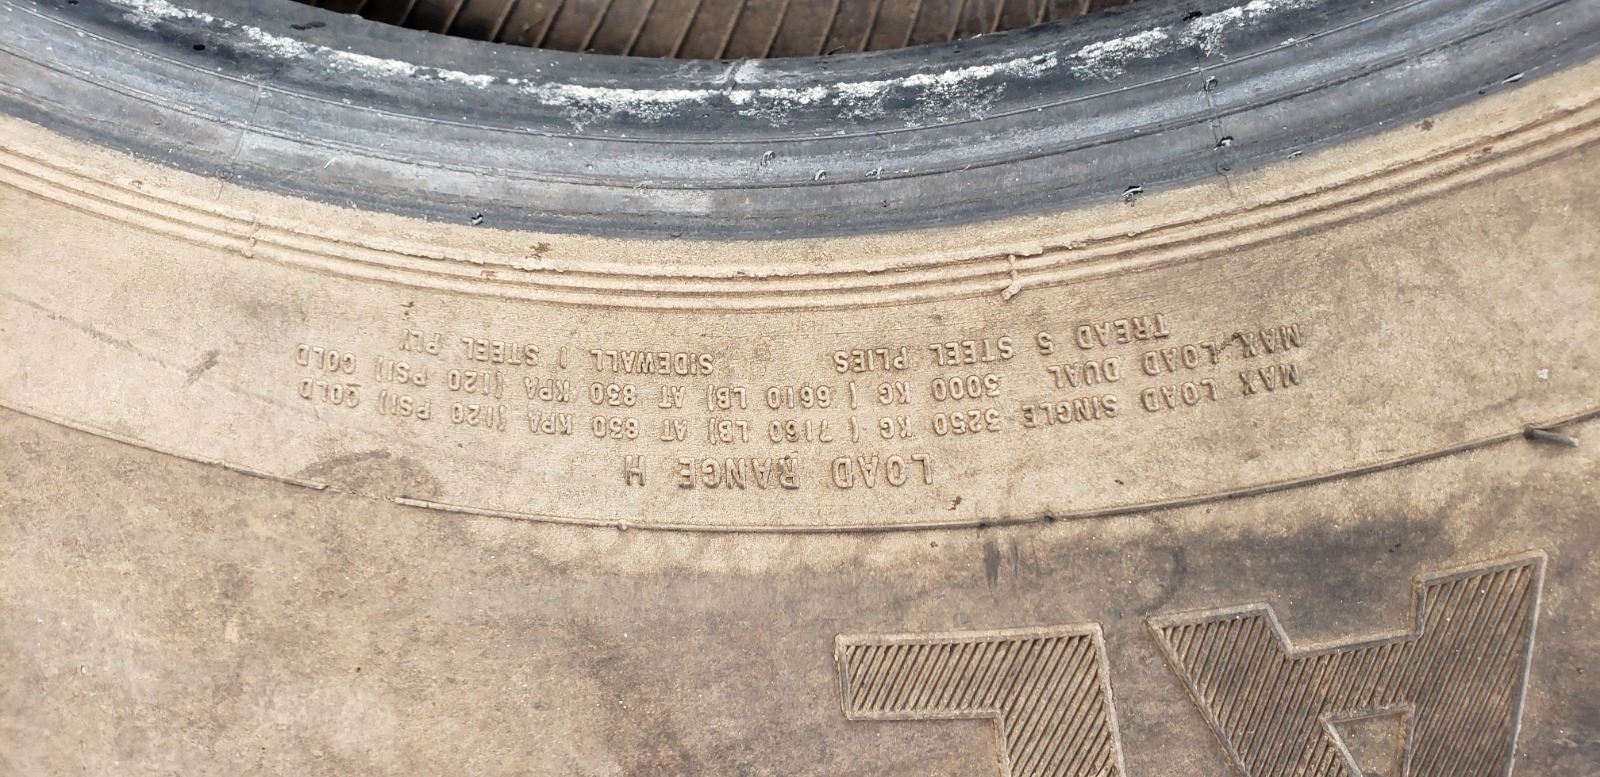 LOAD RANGE H
MAX LOAD SINGLE 3250 KG ( 7160 LB) AT 830 KPA (120 PSI) COLD
MAX LOAD DUAL 3000 KG ( 6610 LB) AT 830 KPA (120 PSI) COLD
TREAD 5 STEEL PLIES SIDEWALL 1 STEEL PLY